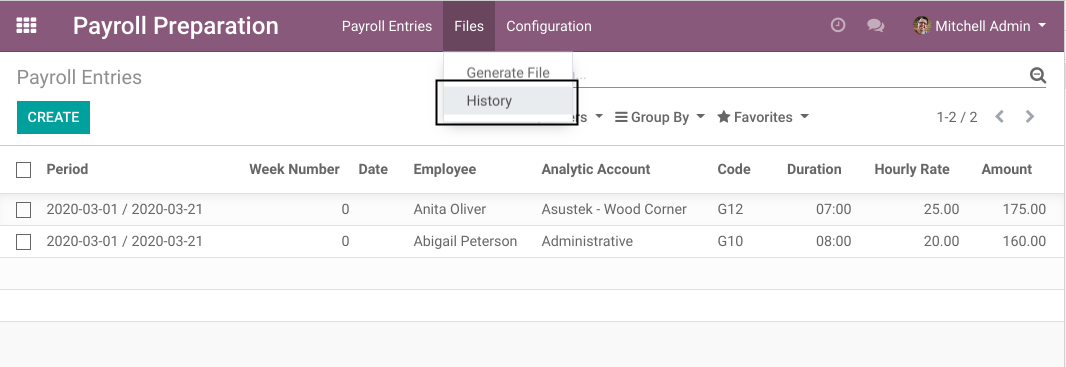 Payroll Preparation Payroll Entries Files Configuration Mitchell Admin
Generate File
Payroll Entries
History
CREATE Group By Favorites 1-2 / 2
Period Week Number Date Employee Analytic Account Code Duration Hourly Rate Amount
2020-03-01 / 2020-03-21 0 Anita Oliver Asustek - Wood Corner G12 07:00 25.00 175.00
2020-03-01 / 2020-03-21 0 Abigail Peterson Administrative G10 08:00 20.00 160.00